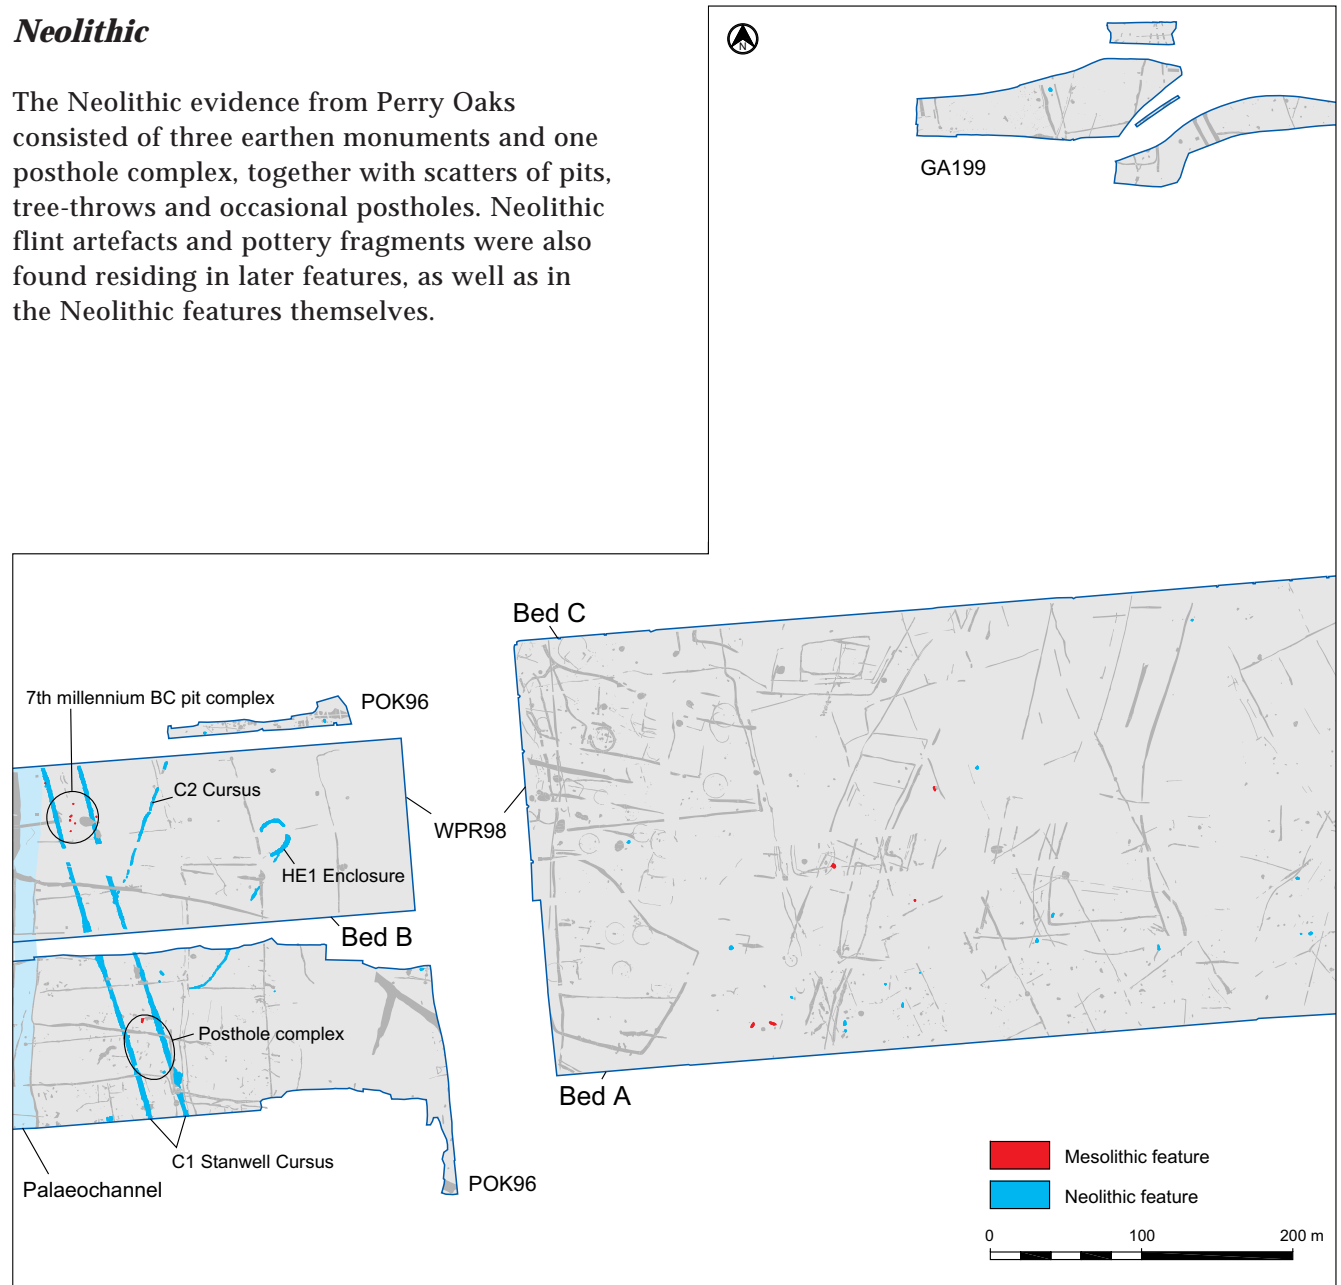 Neolithic
The Neolithic evidence from Perry Oaks
consisted of three earthen monuments and one
posthole complex, together with scatters of pits,
tree-throws and occasional postholes. Neolithic
flint artefacts and pottery fragments were also
found residing in later features, as well as in
the Neolithic features themselves.
N
GA199
Bed C
7th millennium BC pit complex
POK96
C2 Cursus
WPR98
HE1 Enclosure
Bed B
Posthole complex
Bed A
C1 Stanwell Cursus
Palaeochannel
POK96
Mesolithic feature
Neolithic feature
0 100 200 m